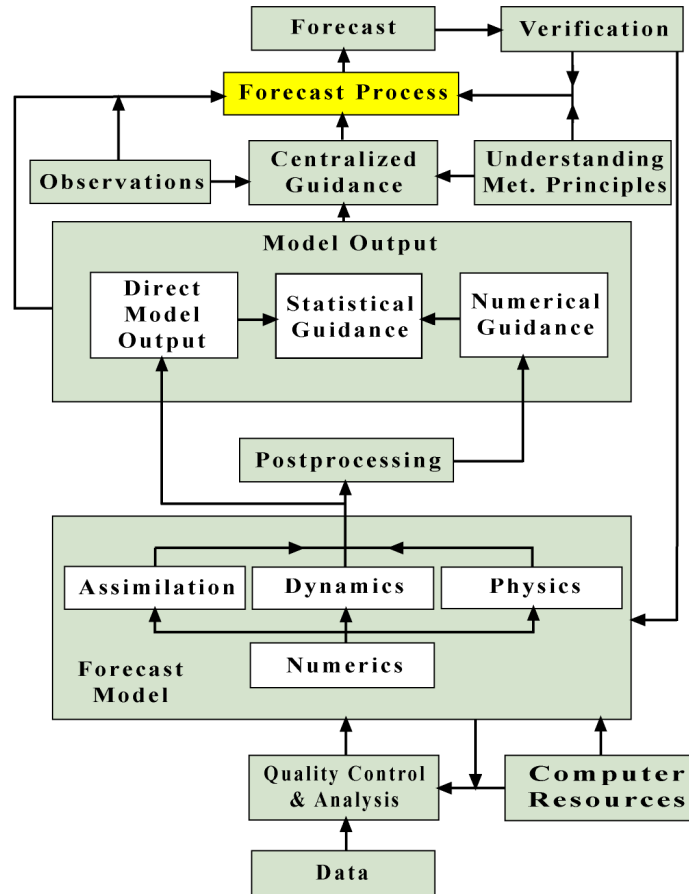 Forecast
Verification
Forecast Process
Observations
Centralized
Guidance
Understanding
Met. Principles
Model Output
Direct
Model
Output
Statistical
Guidance
Numerical
Guidance
Postprocessing
Assimilation
Dynamics
Physics
Numerics
Forecast
Model
Quality Control
& Analysis
Computer
Resources
Data